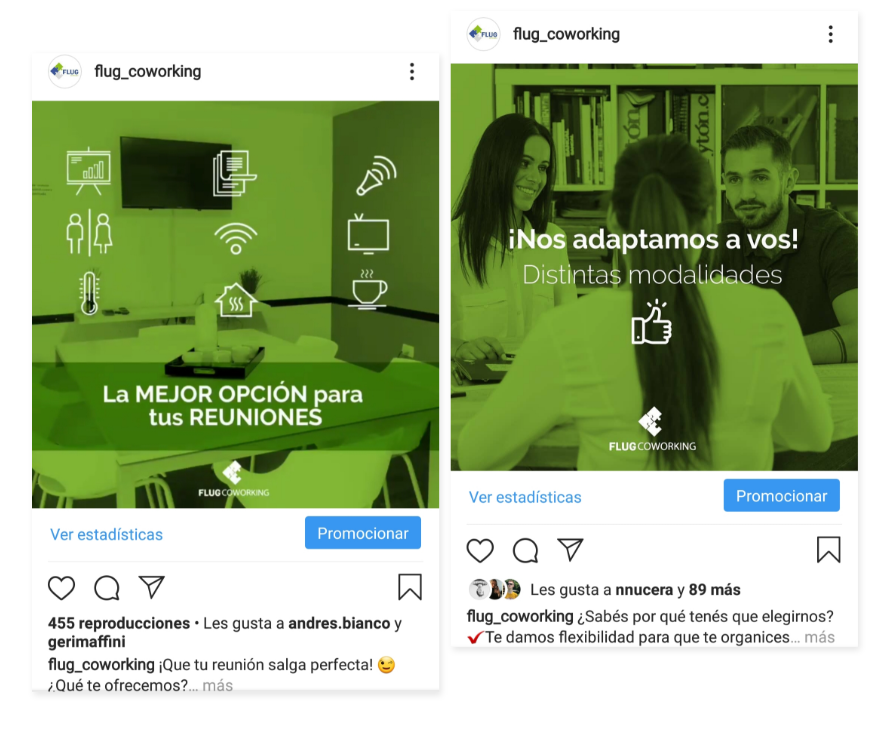 FLUG
flug_coworking
La MEJOR OPCIÓN para
tus REUNIONES
FLUG COWORKING
Ver estadísticas
Promocionar
455 reproducciones • Les gusta a andres.bianco y
gerimaffini
flug_coworking ¡Que tu reunión salga perfecta! 😉
¿Qué te ofrecemos?... más
FLUG
flug_coworking
¡Nos adaptamos a vos!
Distintas modalidades
FLUG COWORKING
Ver estadísticas
Promocionar
Les gusta a nnucera y 89 más
flug_coworking ¿Sabés por qué tenés que elegirnos?
✔Te damos flexibilidad para que te organices... más